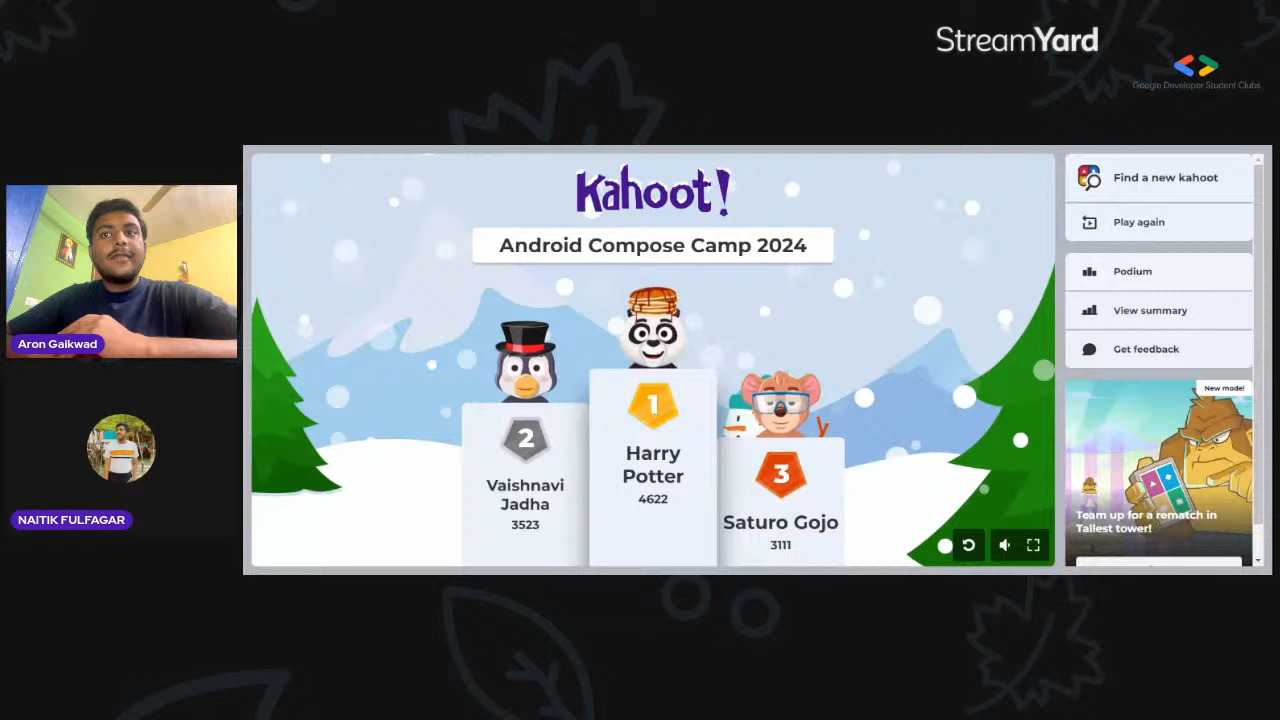 StreamYard
Google Developer Student Clubs
Kahoot!
Android Compose Camp 2024
1
Harry
Potter
4622
2
Vaishnavi
Jadha
3523
3
Saturo Gojo
3111
Find a new kahoot
Play again
Podium
View summary
Get feedback
New mode!
Team up for a rematch in
Tallest tower!
Aron Gaikwad
NAITIK FULFAGAR